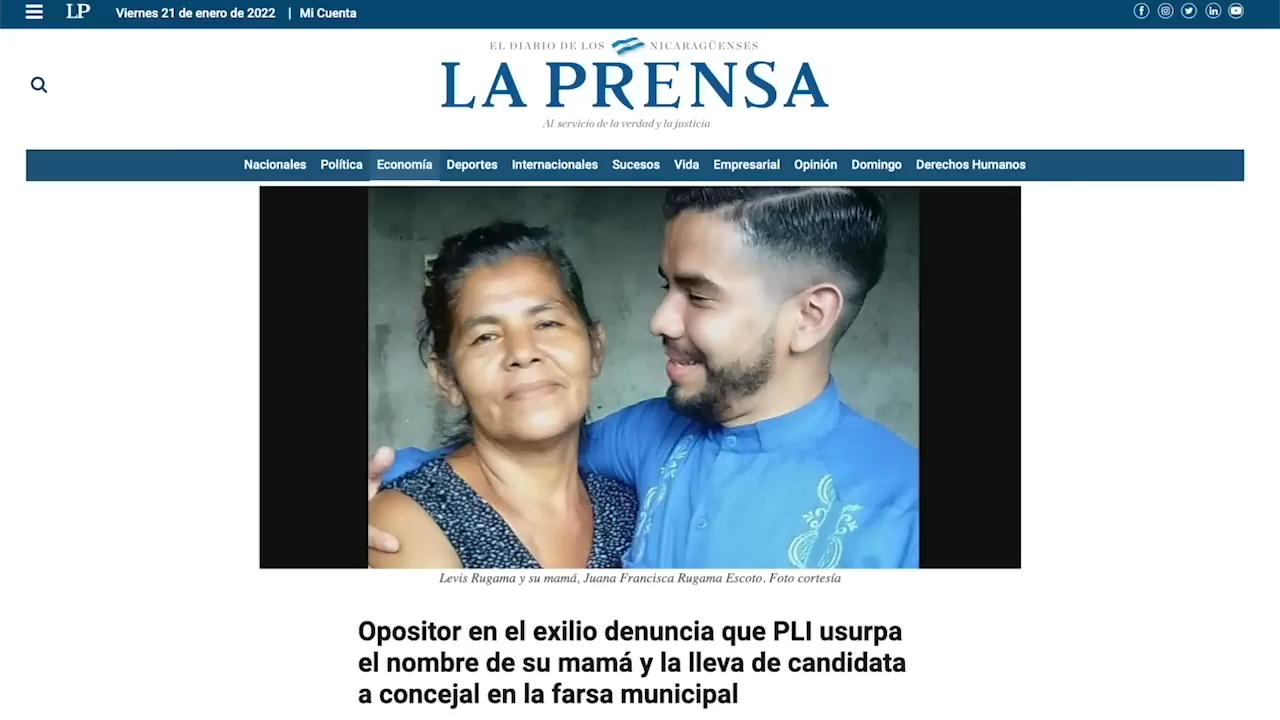 LP Viernes 21 de enero de 2022 | Mi Cuenta
EL DIARIO DE LOS NICARAGÜENSES
LA PRENSA
Al servicio de la verdad y la justicia
Nacionales Política Economía Deportes Internacionales Sucesos Vida Empresarial Opinión Domingo Derechos Humanos
Levis Rugama y su mamá, Juana Francisca Rugama Escoto. Foto cortesía
Opositor en el exilio denuncia que PLI usurpa
el nombre de su mamá y la lleva de candidata
a concejal en la farsa municipal